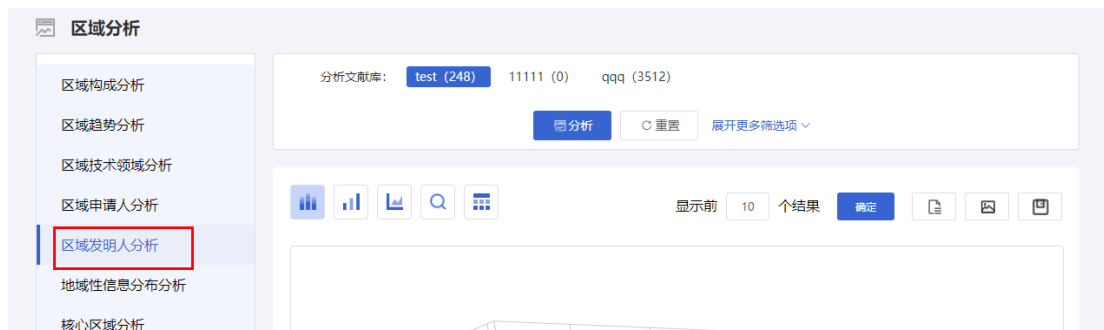 区域分析
区域构成分析
区域趋势分析
区域技术领域分析
区域申请人分析
区域发明人分析
地域性信息分布分析
核心区域分析
分析文献库： test (248) 11111 (0) qqq (3512)
分析 重置 展开更多筛选项
显示前 10 个结果 确定